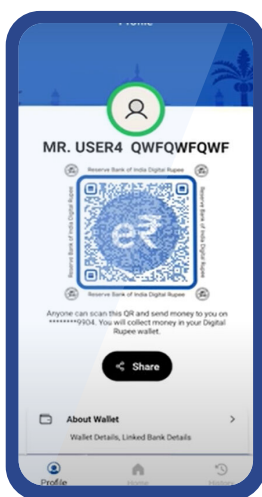 Profile
MR. USER4 QWFQWFQWF
Reserve Bank of India Digital Rupee
Reserve Bank of India Digital Rupee
Reserve Bank of India Digital Rupee
e₹
Reserve Bank of India Digital Rupee
Anyone can scan this QR and send money to you on
********9904. You will collect money in your Digital
Rupee wallet.
Share
About Wallet
Wallet Details, Linked Bank Details
Profile
Home
History